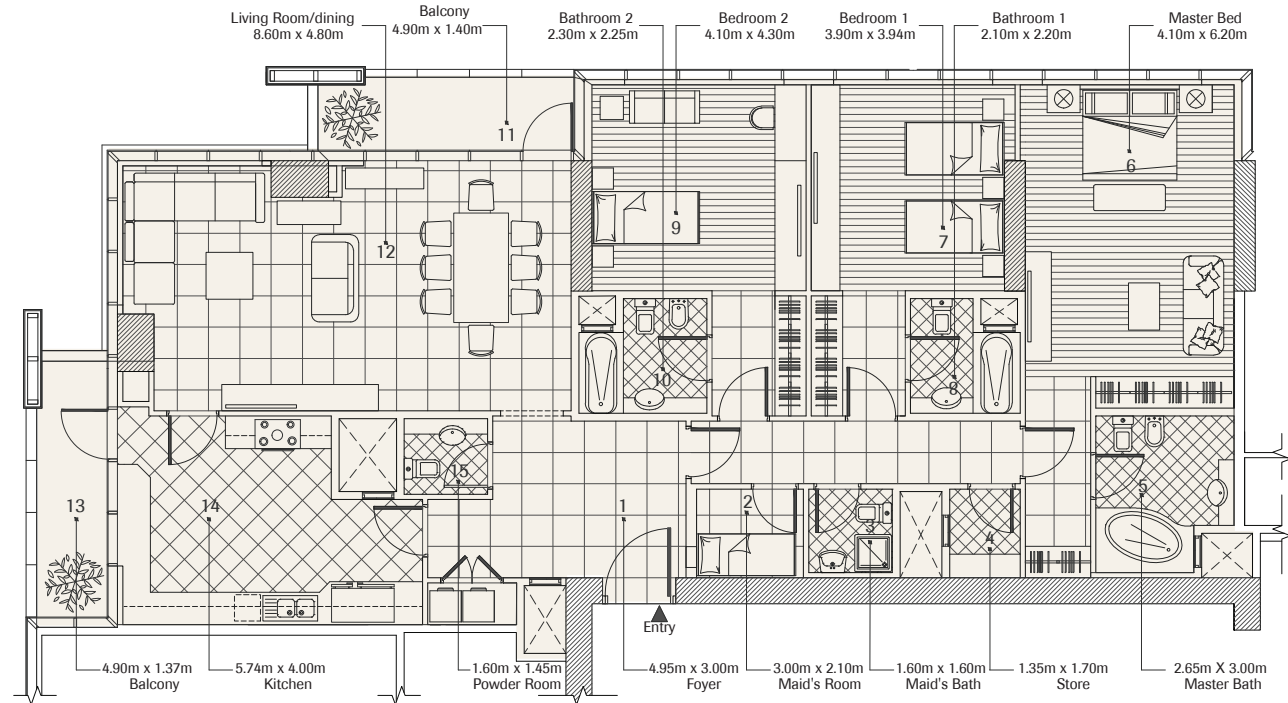 Living Room/dining
8.60m x 4.80m
Balcony
4.90m x 1.40m
Bathroom 2
2.30m x 2.25m
Bedroom 2
4.10m x 4.30m
Bedroom 1
3.90m x 3.94m
Bathroom 1
2.10m x 2.20m
Master Bed
4.10m x 6.20m
11
6
9
7
12
10
8
15
5
13
14
1
2
3
4
Entry
4.90m x 1.37m
Balcony
5.74m x 4.00m
Kitchen
1.60m x 1.45m
Powder Room
4.95m x 3.00m
Foyer
3.00m x 2.10m
Maid's Room
1.60m x 1.60m
Maid's Bath
1.35m x 1.70m
Store
2.65m X 3.00m
Master Bath